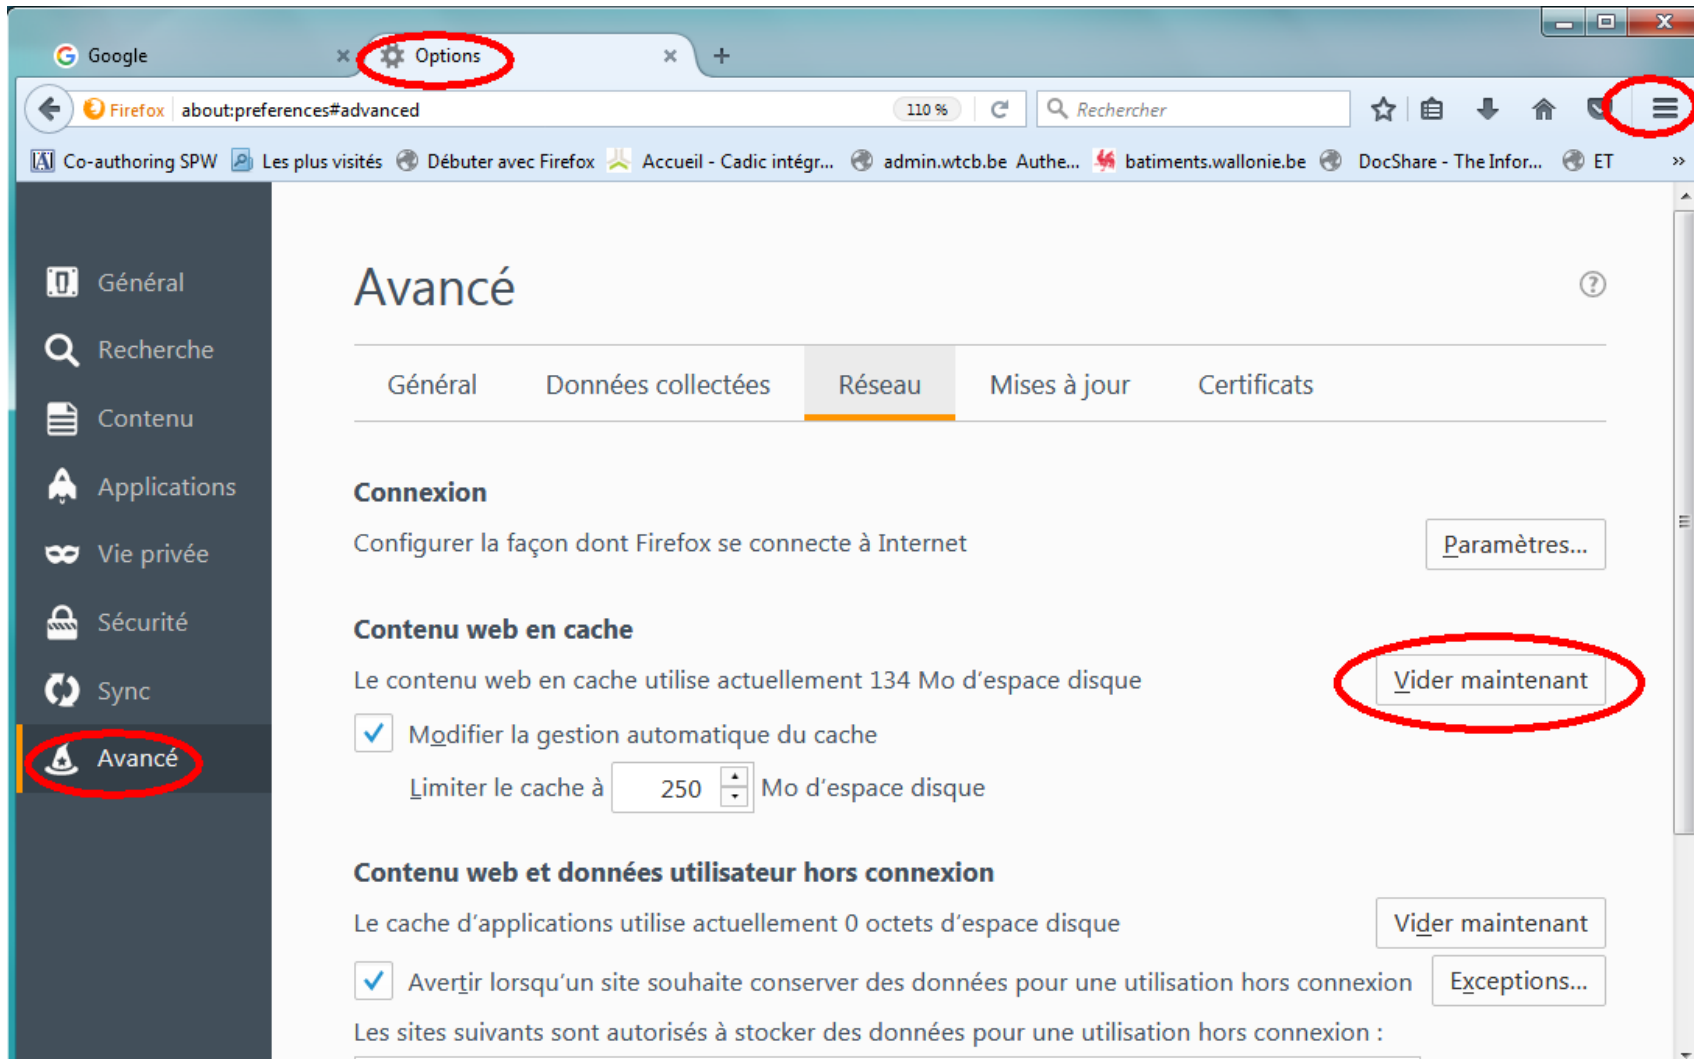 Google
Options
Firefox about:preferences#advanced 110 % Rechercher
Co-authoring SPW Les plus visités Débuter avec Firefox Accueil - Cadic intégr... admin.wtcb.be Authe... batiments.wallonie.be DocShare - The Infor... ET »
Général
Recherche
Contenu
Applications
Vie privée
Sécurité
Sync
Avancé
Avancé
Général Données collectées Réseau Mises à jour Certificats
Connexion
Configurer la façon dont Firefox se connecte à Internet Paramètres...
Contenu web en cache
Le contenu web en cache utilise actuellement 134 Mo d'espace disque Vider maintenant
Modifier la gestion automatique du cache
Limiter le cache à 250 Mo d'espace disque
Contenu web et données utilisateur hors connexion
Le cache d'applications utilise actuellement 0 octets d'espace disque Vider maintenant
Avertir lorsqu'un site souhaite conserver des données pour une utilisation hors connexion Exceptions...
Les sites suivants sont autorisés à stocker des données pour une utilisation hors connexion :